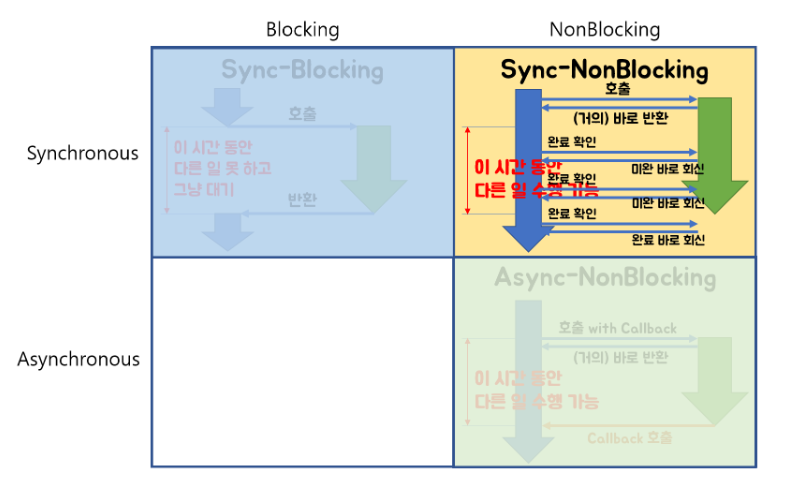 Blocking
NonBlocking
Synchronous
Sync-Blocking
호출
이 시간 동안
다른 일 못 하고
그냥 대기
반환
Sync-NonBlocking
호출
(거의) 바로 반환
완료 확인
미완 바로 회신
이 시간 동안
다른 일 수행 가능
완료 확인
미완 바로 회신
완료 확인
완료 바로 회신
Asynchronous
Async-NonBlocking
호출 with Callback
(거의) 바로 반환
이 시간 동안
다른 일 수행 가능
Callback 호출